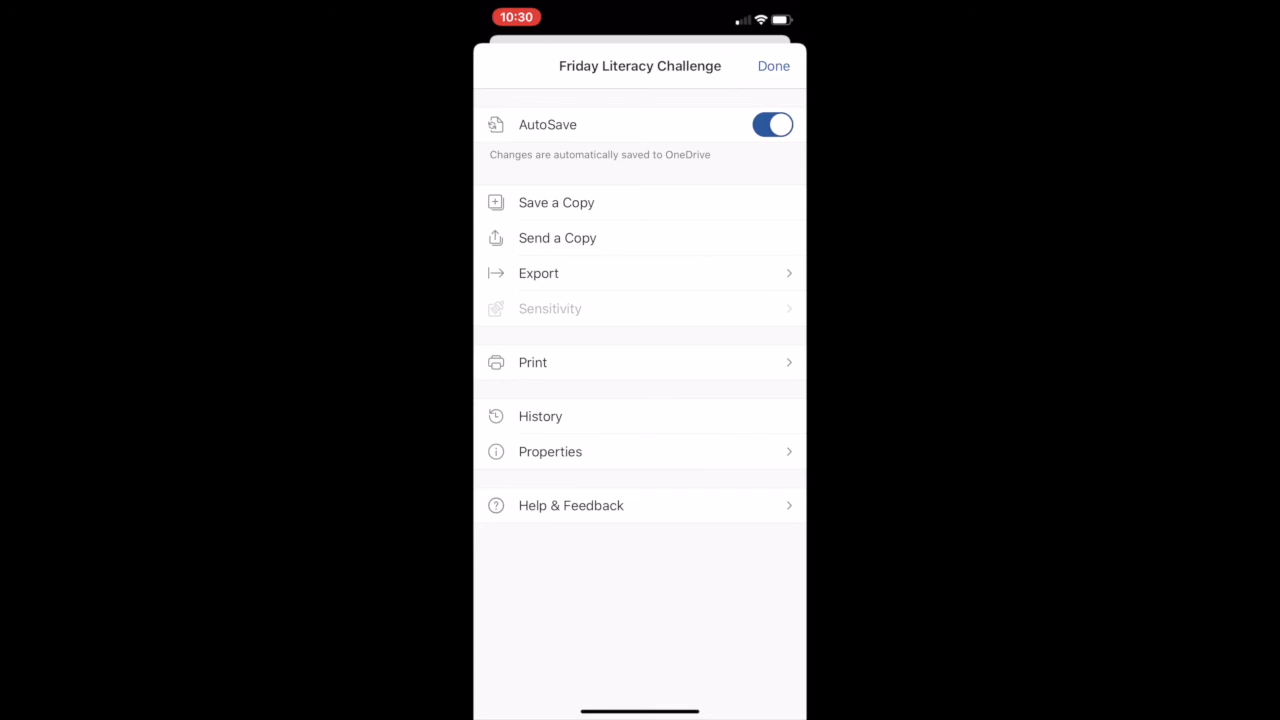 10:30
Friday Literacy Challenge
Done
AutoSave
Changes are automatically saved to OneDrive
Save a Copy
Send a Copy
Export
Sensitivity
Print
History
Properties
Help & Feedback